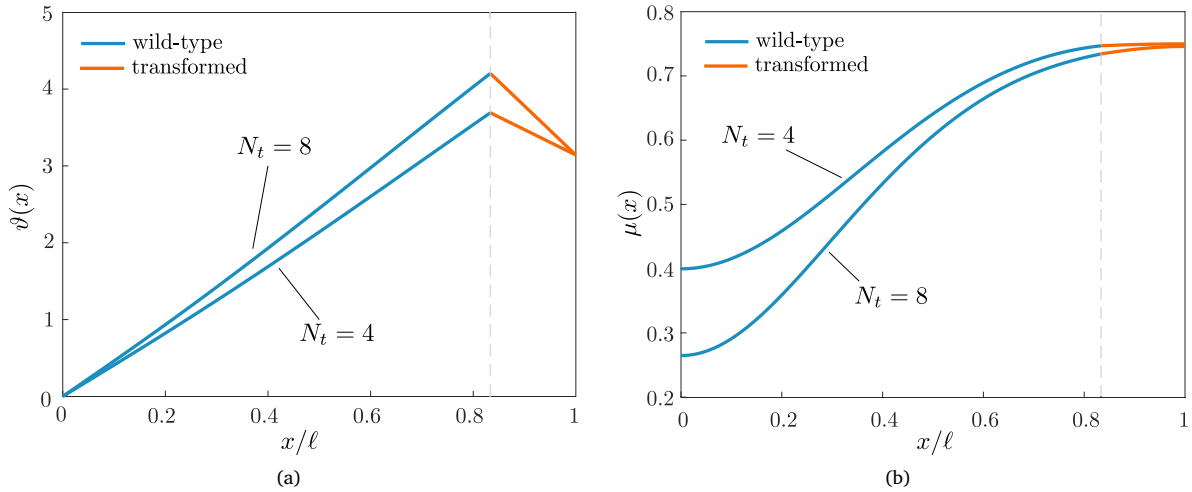 5
4
3
2
1
0
ϑ(x)
wild-type
transformed
N_t = 8
N_t = 4
0 0.2 0.4 0.6 0.8 1
x/ℓ
(a)
0.8
0.7
0.6
0.5
0.4
0.3
0.2
μ(x)
wild-type
transformed
N_t = 4
N_t = 8
0 0.2 0.4 0.6 0.8 1
x/ℓ
(b)